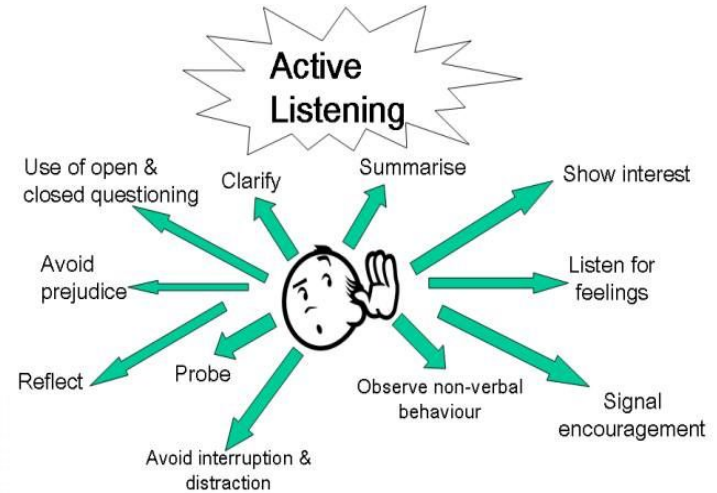 Active
Listening
Use of open &
closed questioning
Clarify
Summarise
Show interest
Avoid
prejudice
Listen for
feelings
Reflect
Probe
Observe non-verbal
behaviour
Signal
encouragement
Avoid interruption &
distraction